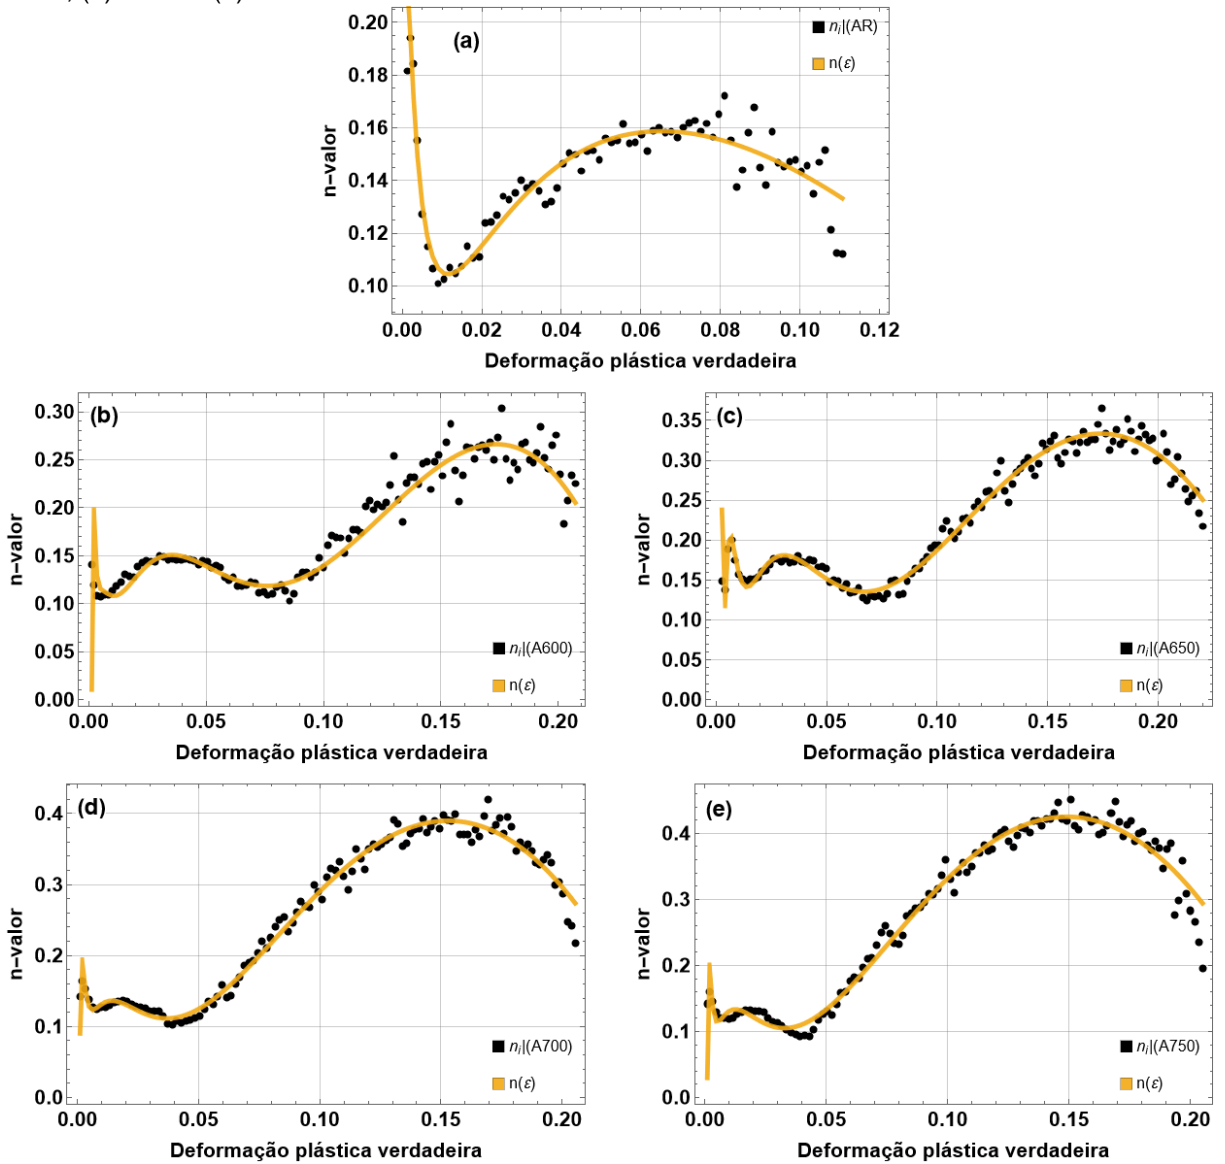 (a)
n_i|(AR)
n(ε)
0.20
0.18
0.16
0.14
0.12
0.10
n-valor
0.00 0.02 0.04 0.06 0.08 0.10 0.12
Deformação plástica verdadeira
(b)
0.30
0.25
0.20
0.15
0.10
0.05
0.00
n-valor
n_i|(A600)
n(ε)
0.00 0.05 0.10 0.15 0.20
Deformação plástica verdadeira
(c)
0.35
0.30
0.25
0.20
0.15
0.10
0.05
0.00
n-valor
n_i|(A650)
n(ε)
0.00 0.05 0.10 0.15 0.20
Deformação plástica verdadeira
(d)
0.4
0.3
0.2
0.1
0.0
n-valor
n_i|(A700)
n(ε)
0.00 0.05 0.10 0.15 0.20
Deformação plástica verdadeira
(e)
0.4
0.3
0.2
0.1
0.0
n-valor
n_i|(A750)
n(ε)
0.00 0.05 0.10 0.15 0.20
Deformação plástica verdadeira